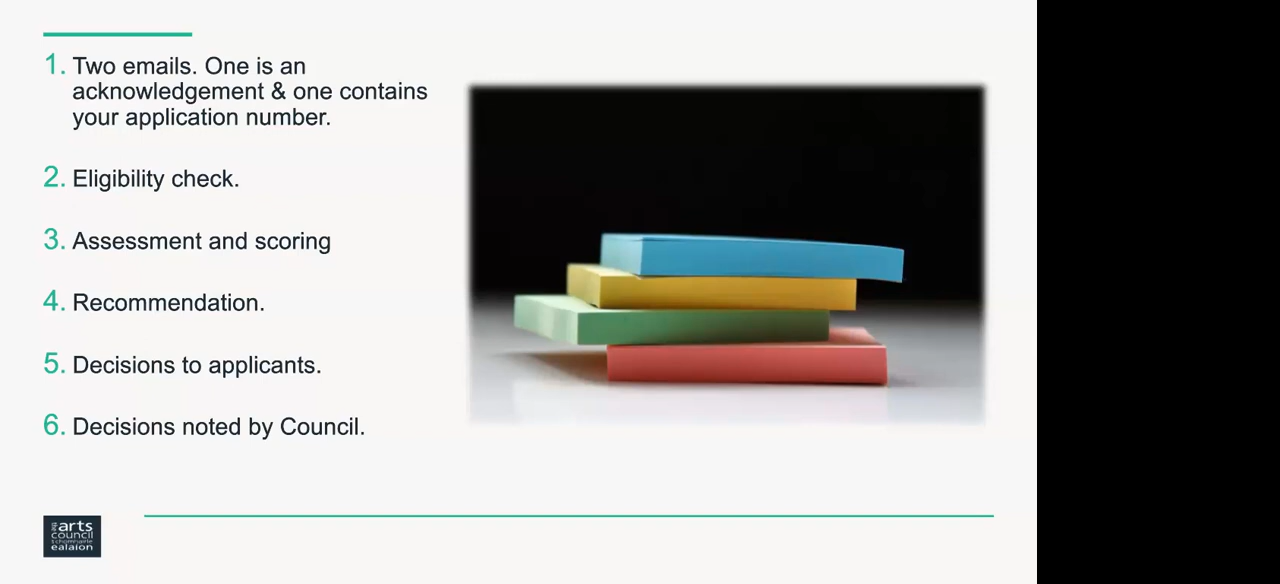 1. Two emails. One is an
acknowledgement & one contains
your application number.
2. Eligibility check.
3. Assessment and scoring
4. Recommendation.
5. Decisions to applicants.
6. Decisions noted by Council.
the arts
council
ealaíon